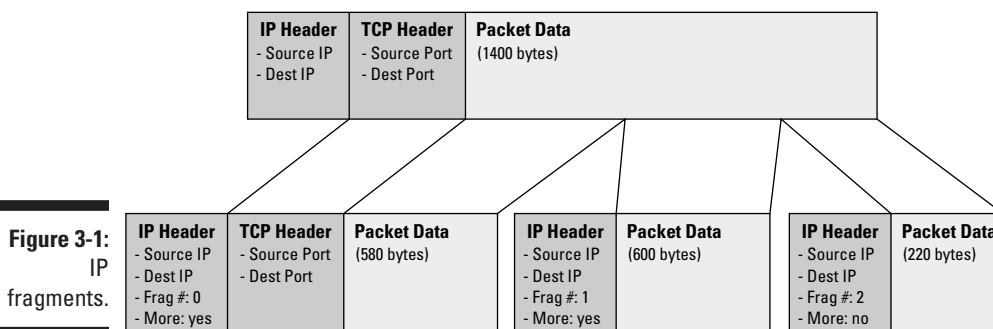 IP Header
- Source IP
- Dest IP
TCP Header
- Source Port
- Dest Port
Packet Data
(1400 bytes)
Figure 3-1:
IP
fragments.
IP Header
- Source IP
- Dest IP
- Frag #: 0
- More: yes
TCP Header
- Source Port
- Dest Port
Packet Data
(580 bytes)
IP Header
- Source IP
- Dest IP
- Frag #: 1
- More: yes
Packet Data
(600 bytes)
IP Header
- Source IP
- Dest IP
- Frag #: 2
- More: no
Packet Data
(220 bytes)